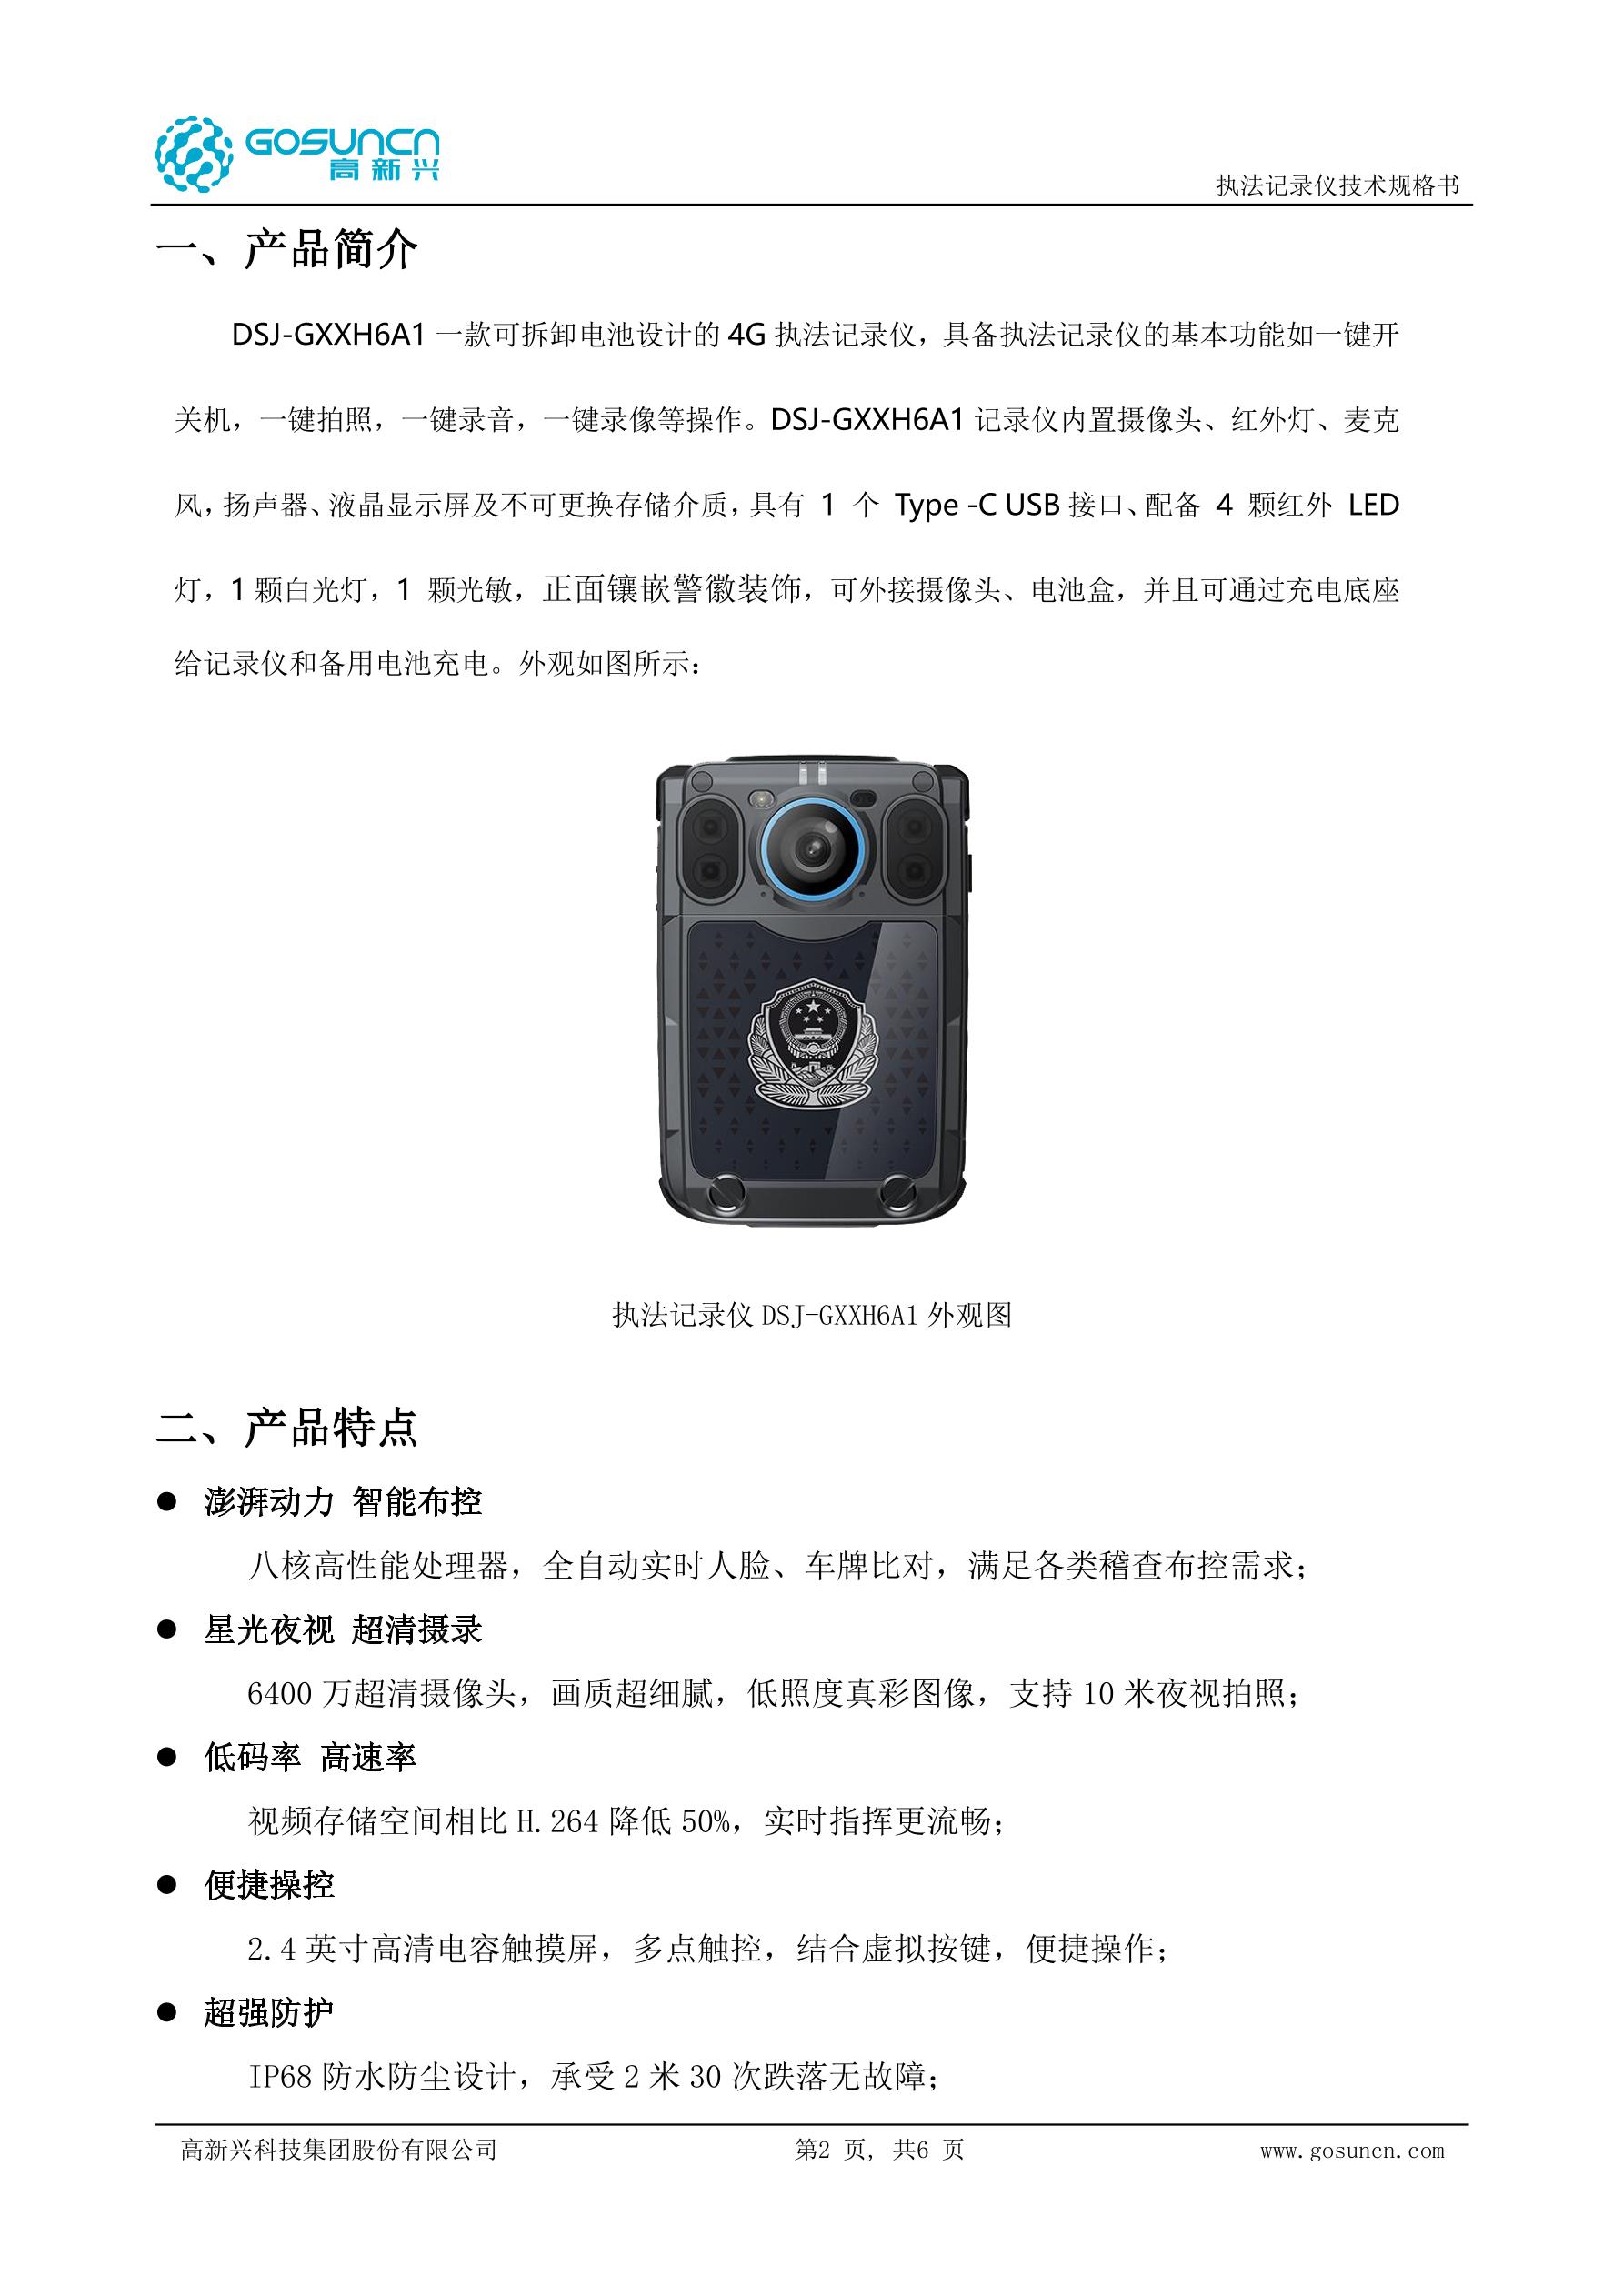 GOSUNCN
高新兴
执法记录仪技术规格书
一、产品简介
DSJ-GXXH6A1 一款可拆卸电池设计的 4G 执法记录仪，具备执法记录仪的基本功能如一键开
关机，一键拍照，一键录音，一键录像等操作。DSJ-GXXH6A1 记录仪内置摄像头、红外灯、麦克
风，扬声器、液晶显示屏及不可更换存储介质，具有 1 个 Type -C USB 接口、配备 4 颗红外 LED
灯，1 颗白光灯，1 颗光敏，正面镶嵌警徽装饰，可外接摄像头、电池盒，并且可通过充电底座
给记录仪和备用电池充电。外观如图所示：
执法记录仪 DSJ-GXXH6A1 外观图
二、产品特点
● 澎湃动力 智能布控
八核高性能处理器，全自动实时人脸、车牌比对，满足各类稽查布控需求；
● 星光夜视 超清摄录
6400 万超清摄像头，画质超细腻，低照度真彩图像，支持 10 米夜视拍照；
● 低码率 高速率
视频存储空间相比 H.264 降低 50%，实时指挥更流畅；
● 便捷操控
2.4 英寸高清电容触摸屏，多点触控，结合虚拟按键，便捷操作；
● 超强防护
IP68 防水防尘设计，承受 2 米 30 次跌落无故障；
高新兴科技集团股份有限公司 第2 页, 共6 页 www.gosuncn.com